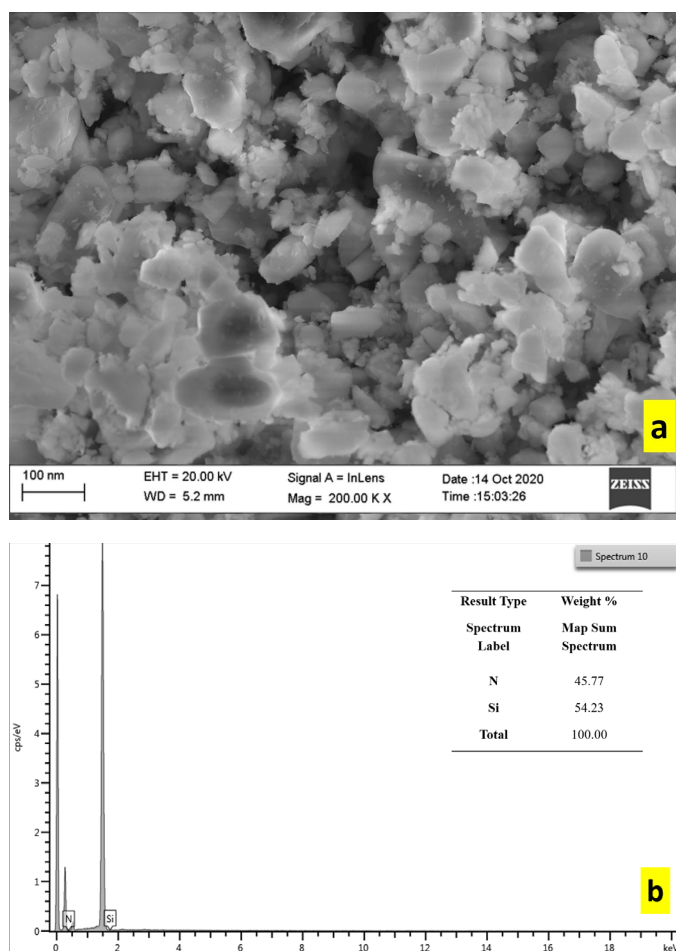 a
100 nm
EHT = 20.00 kV
WD = 5.2 mm
Signal A = InLens
Mag = 200.00 K X
Date :14 Oct 2020
Time :15:03:26
ZEISS
Spectrum 10
Result Type Weight %
Spectrum Label Map Sum Spectrum
N 45.77
Si 54.23
Total 100.00
cps/eV
7
6
5
4
3
2
1
0
N
Si
b
0 2 4 6 8 10 12 14 16 18 keV